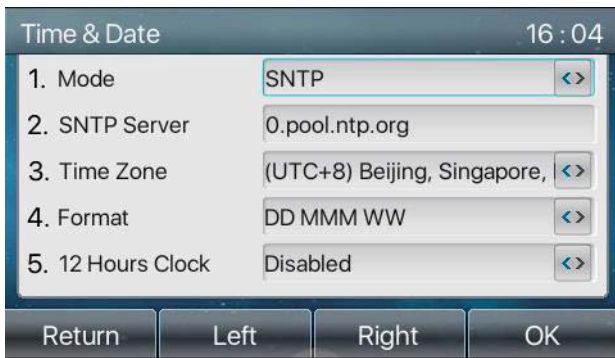 Time & Date 16:04
1. Mode SNTP <>
2. SNTP Server 0.pool.ntp.org
3. Time Zone (UTC+8) Beijing, Singapore, <>
4. Format DD MMM WW <>
5. 12 Hours Clock Disabled <>
Return Left Right OK